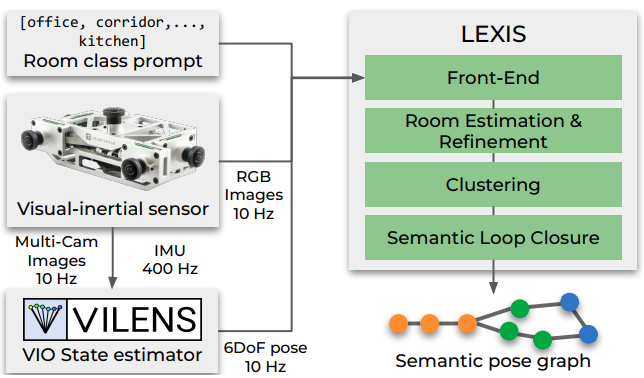 [office, corridor,...,
kitchen]
Room class prompt
Visual-inertial sensor
Multi-Cam
Images
10 Hz
IMU
400 Hz
RGB
Images
10 Hz
VILENS
VIO State estimator
6DoF pose
10 Hz
LEXIS
Front-End
Room Estimation &
Refinement
Clustering
Semantic Loop Closure
Semantic pose graph